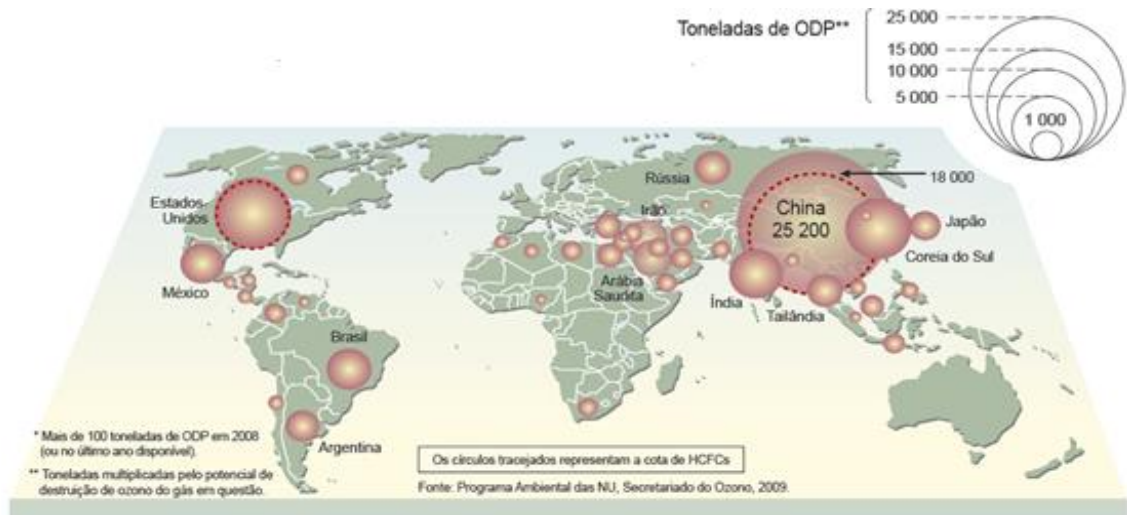 Toneladas de ODP**
25 000
15 000
10 000
5 000
1 000
Estados-
Unidos
México
Brasil
Argentina
Rússia
Irão
Arábia
Saudita
China
25 200
18 000
Japão
Coreia do Sul
Índia
Tailândia
* Mais de 100 toneladas de ODP em 2008
(ou no último ano disponível).
** Toneladas multiplicadas pelo potencial de
destruição de ozono do gás em questão.
Os círculos tracejados representam a cota de HCFCs
Fonte: Programa Ambiental das NU, Secretariado do Ozono, 2009.